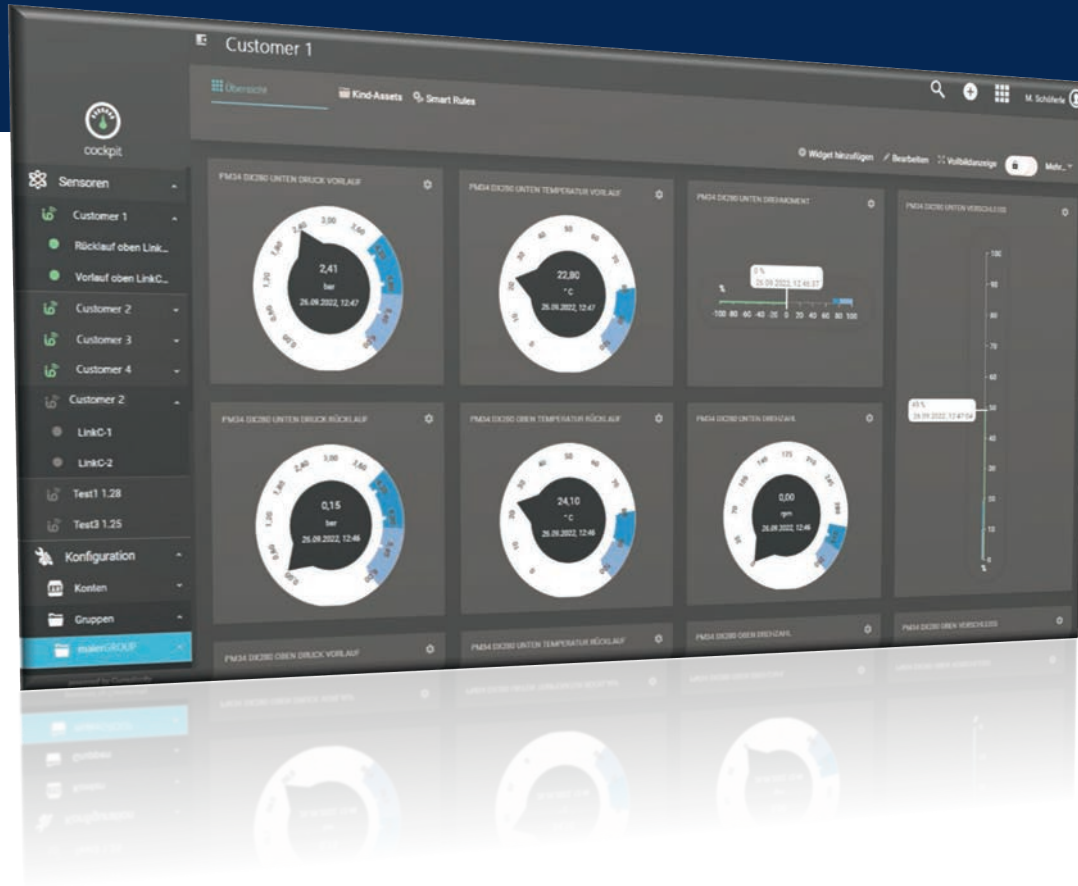 Customer 1
M. Schöferle
Übersicht
Kind-Assets
Smart Rules
Widget hinzufügen
Bearbeiten
Vollbildanzeige
Mehr...
cockpit
Sensoren
Customer 1
Rücklauf oben Link...
Vorlauf oben LinkC...
Customer 2
Customer 3
Customer 4
Customer 2
LinkC-1
LinkC-2
Test1 1.28
Test3 1.25
Konfiguration
Konten
Gruppen
maierGROUP
PM34 DX280 UNTEN DRUCK VORLAUF
2,41
bar
26.09.2022, 12:47
PM34 DX280 UNTEN TEMPERATUR VORLAUF
22,80
°C
26.09.2022, 12:47
PM34 DX280 UNTEN DREHMOMENT
0 %
%
-100 -80 -60 -40 -20 0 20 40 60 80 100
PM34 DX280 UNTEN VERSCHLEISS
100
90
80
70
60
50
40
30
20
10
0
%
26.09.2022, 12:47:04
PM34 DX280 UNTEN DRUCK RÜCKLAUF
0,15
bar
26.09.2022, 12:46
PM34 DX280 OBEN TEMPERATUR RÜCKLAUF
24,10
°C
26.09.2022, 12:46
PM34 DX280 UNTEN DREHZAHL
0,00
rpm
26.09.2022, 12:46
PM34 DX280 OBEN DRUCK VORLAUF
PM34 DX280 UNTEN TEMPERATUR RÜCKLAUF
PM34 DX280 OBEN DREHZAHL
PM34 DX280 OBEN VERSCHLEISS